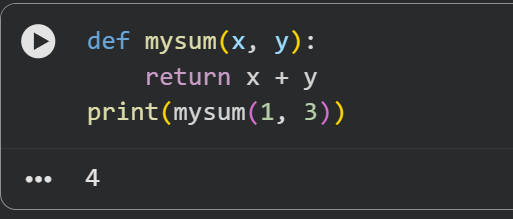 def mysum(x, y):
    return x + y
print(mysum(1, 3))
4